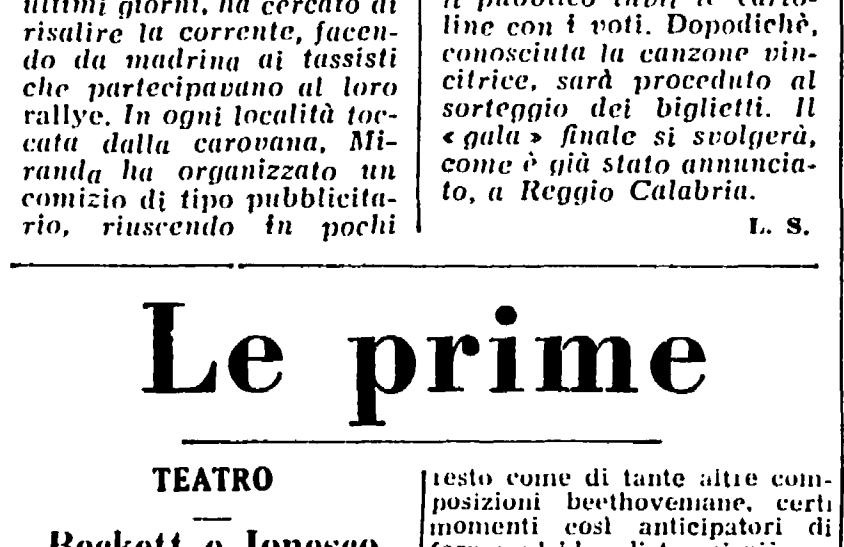 ultimi giorni, ha cercato di
risalire la corrente, facen-
do da madrina ai tassisti
che partecipavano al loro
rallye. In ogni località toc-
cata dalla carovana, Mi-
randa ha organizzato un
comizio di tipo pubblicita-
rio, riuscendo in pochi
il pubblico
line con i voti. Dopodichè,
conosciuta la canzone vin-
citrice, sarà proceduto al
sorteggio dei biglietti. Il
« gala » finale si svolgerà,
come è già stato annuncia-
to, a Reggio Calabria.
L. S.
Le prime
TEATRO
Beckett e Ionesco
resto come di tante altre com-
posizioni beethoveniane, certi
momenti così anticipatori di